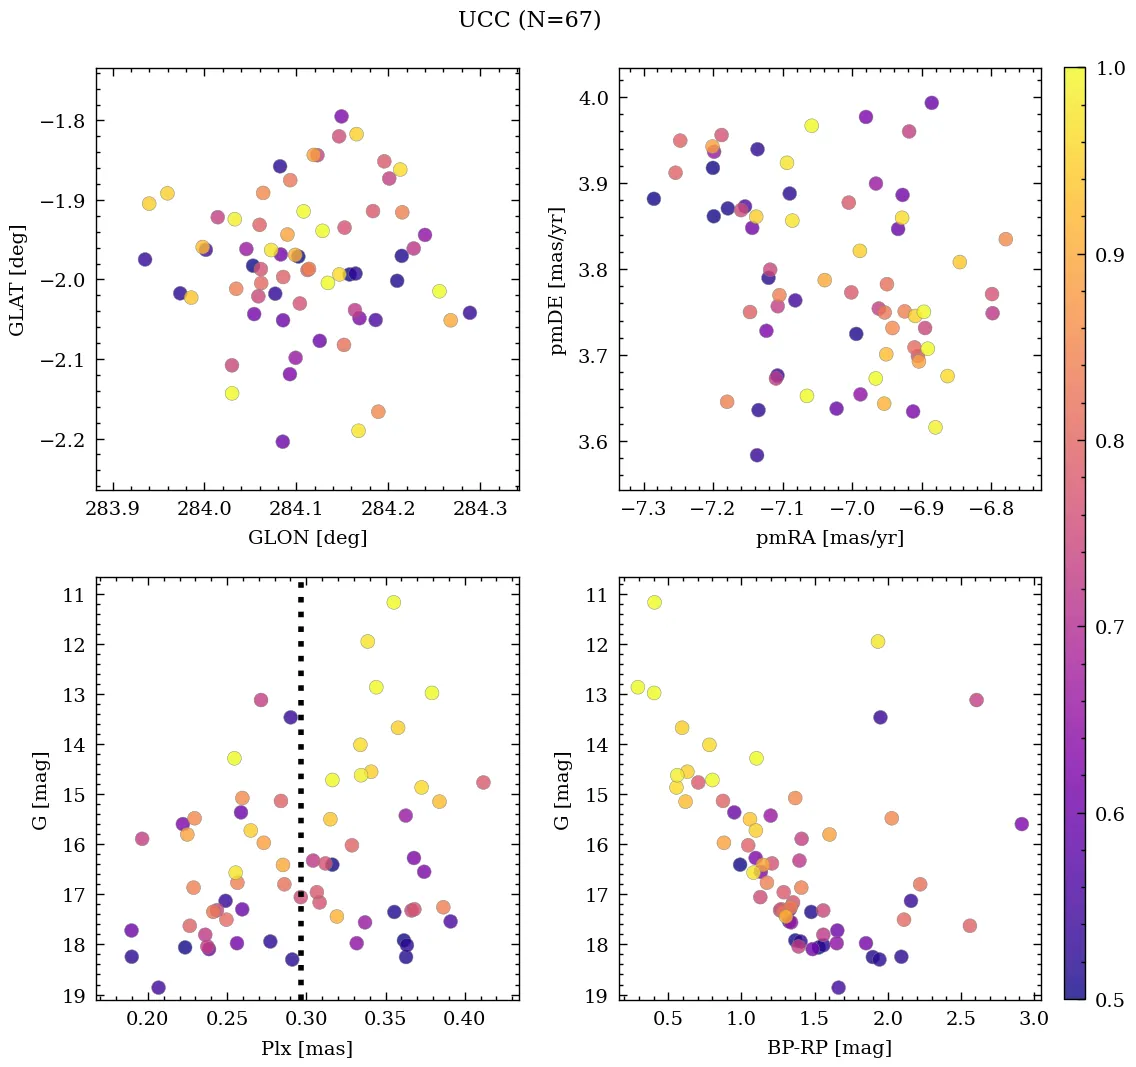 UCC (N=67)
−1.8
−1.9
−2.0
−2.1
−2.2
GLAT [deg]
283.9 284.0 284.1 284.2 284.3
GLON [deg]
4.0
3.9
3.8
3.7
3.6
pmDE [mas/yr]
−7.3 −7.2 −7.1 −7.0 −6.9 −6.8
pmRA [mas/yr]
11
12
13
14
15
16
17
18
19
G [mag]
0.20 0.25 0.30 0.35 0.40
Plx [mas]
11
12
13
14
15
16
17
18
19
G [mag]
0.5 1.0 1.5 2.0 2.5 3.0
BP-RP [mag]
1.0
0.9
0.8
0.7
0.6
0.5